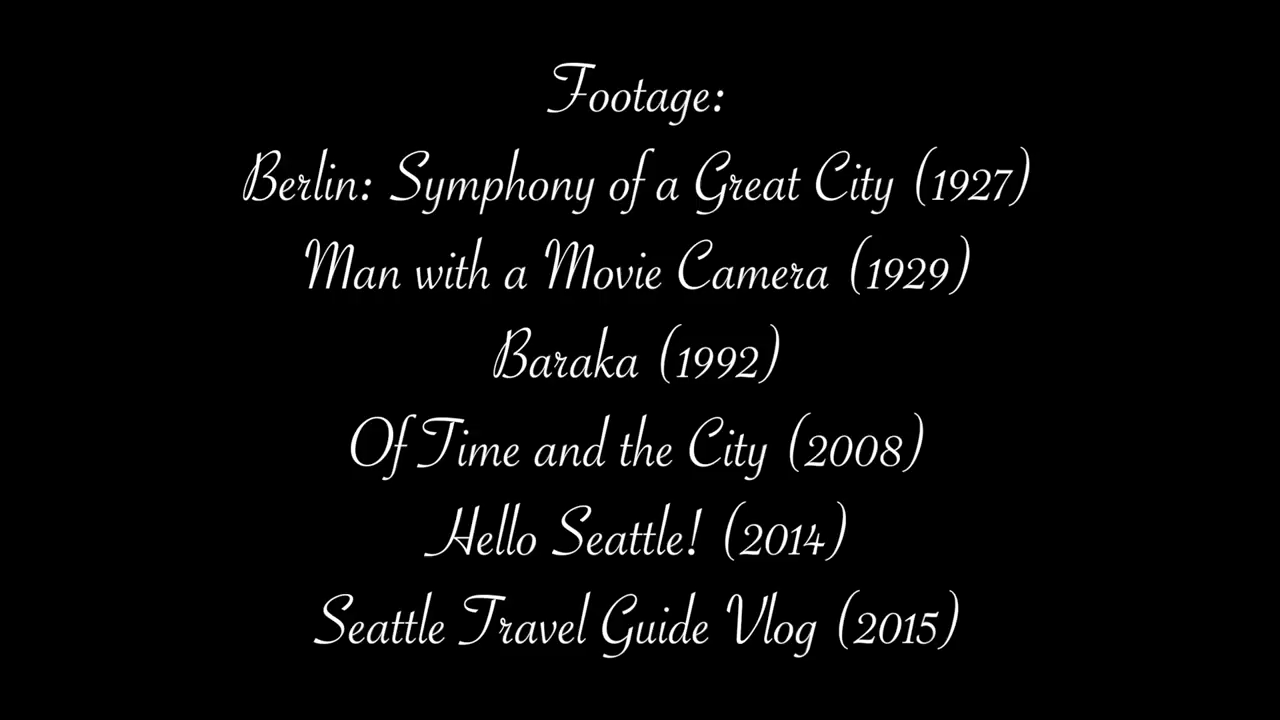 Footage:
Berlin: Symphony of a Great City (1927)
Man with a Movie Camera (1929)
Baraka (1992)
Of Time and the City (2008)
Hello Seattle! (2014)
Seattle Travel Guide Vlog (2015)